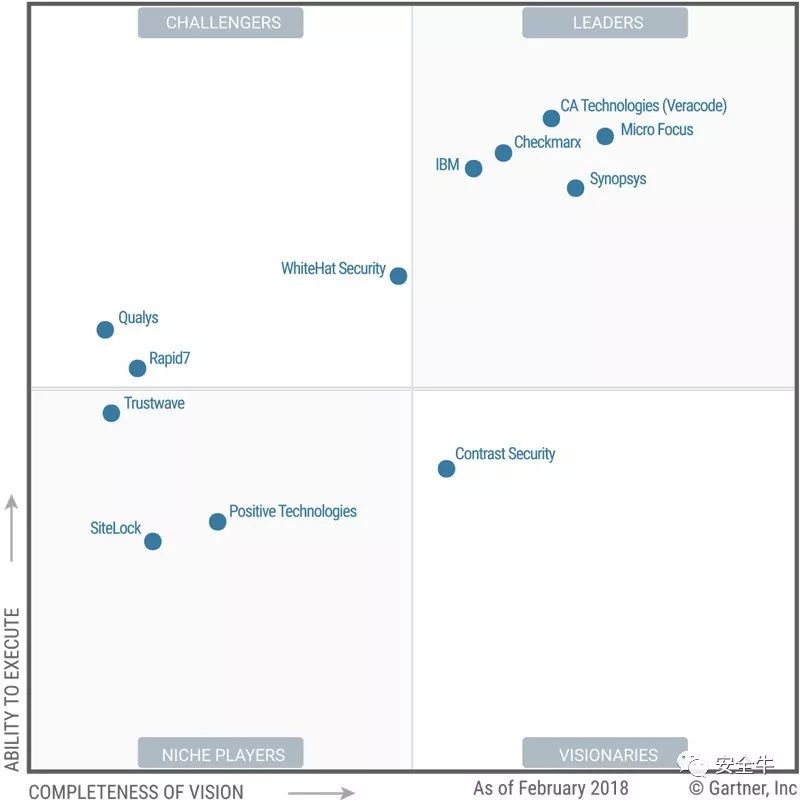 CHALLENGERS
LEADERS
CA Technologies (Veracode)
Micro Focus
Checkmarx
IBM
Synopsys
WhiteHat Security
Qualys
Rapid7
Trustwave
Contrast Security
Positive Technologies
SiteLock
ABILITY TO EXECUTE
NICHE PLAYERS
VISIONARIES
安全牛
COMPLETENESS OF VISION
As of February 2018
© Gartner, Inc